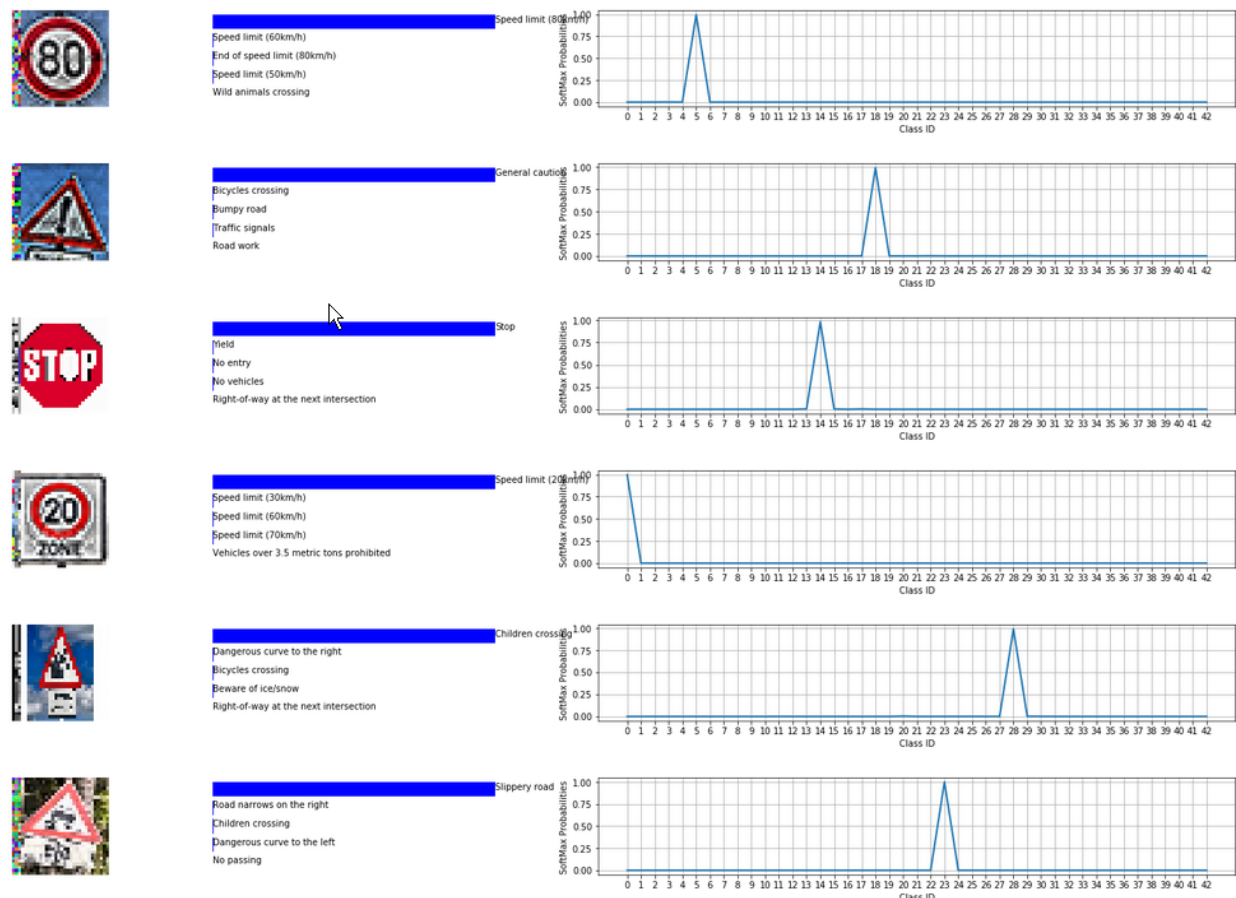 80
Speed limit (80km/h)
Speed limit (60km/h)
End of speed limit (80km/h)
Speed limit (50km/h)
Wild animals crossing
SoftMax Probabilities
1.00
0.75
0.50
0.25
0.00
0 1 2 3 4 5 6 7 8 9 10 11 12 13 14 15 16 17 18 19 20 21 22 23 24 25 26 27 28 29 30 31 32 33 34 35 36 37 38 39 40 41 42
Class ID
General caution
Bicycles crossing
Bumpy road
Traffic signals
Road work
SoftMax Probabilities
1.00
0.75
0.50
0.25
0.00
0 1 2 3 4 5 6 7 8 9 10 11 12 13 14 15 16 17 18 19 20 21 22 23 24 25 26 27 28 29 30 31 32 33 34 35 36 37 38 39 40 41 42
Class ID
STOP
Stop
Yield
No entry
No vehicles
Right-of-way at the next intersection
SoftMax Probabilities
1.00
0.75
0.50
0.25
0.00
0 1 2 3 4 5 6 7 8 9 10 11 12 13 14 15 16 17 18 19 20 21 22 23 24 25 26 27 28 29 30 31 32 33 34 35 36 37 38 39 40 41 42
Class ID
20
ZONE
Speed limit (20km/h)
Speed limit (30km/h)
Speed limit (60km/h)
Speed limit (70km/h)
Vehicles over 3.5 metric tons prohibited
SoftMax Probabilities
1.00
0.75
0.50
0.25
0.00
0 1 2 3 4 5 6 7 8 9 10 11 12 13 14 15 16 17 18 19 20 21 22 23 24 25 26 27 28 29 30 31 32 33 34 35 36 37 38 39 40 41 42
Class ID
Children crossing
Dangerous curve to the right
Bicycles crossing
Beware of ice/snow
Right-of-way at the next intersection
SoftMax Probabilities
1.00
0.75
0.50
0.25
0.00
0 1 2 3 4 5 6 7 8 9 10 11 12 13 14 15 16 17 18 19 20 21 22 23 24 25 26 27 28 29 30 31 32 33 34 35 36 37 38 39 40 41 42
Class ID
Slippery road
Road narrows on the right
Children crossing
Dangerous curve to the left
No passing
SoftMax Probabilities
1.00
0.75
0.50
0.25
0.00
0 1 2 3 4 5 6 7 8 9 10 11 12 13 14 15 16 17 18 19 20 21 22 23 24 25 26 27 28 29 30 31 32 33 34 35 36 37 38 39 40 41 42
Class ID